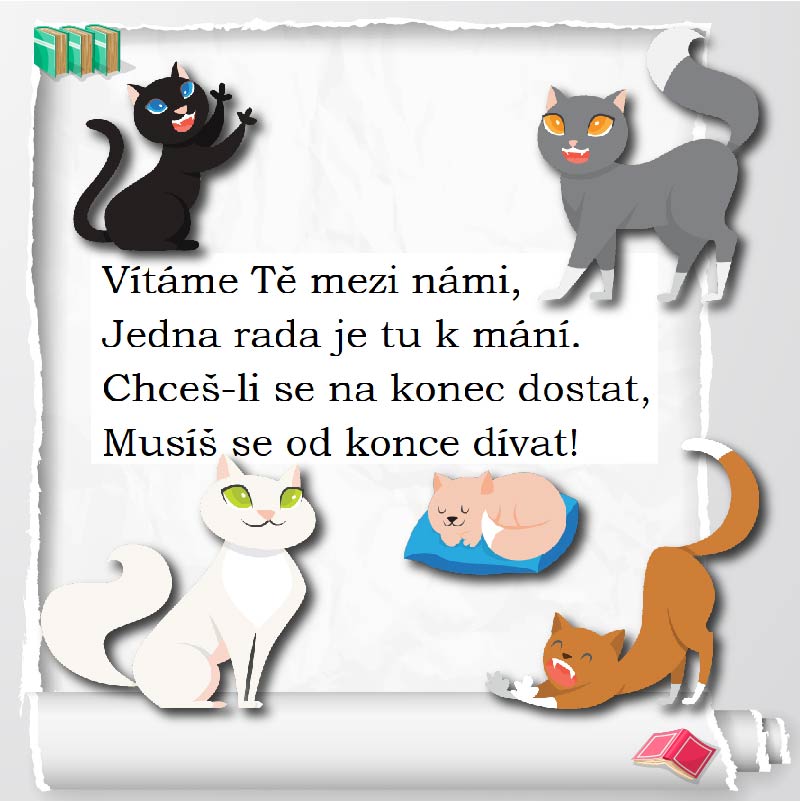 Vítáme Tě mezi námi,
Jedna rada je tu k mání.
Chceš-li se na konec dostat,
Musíš se od konce dívat!